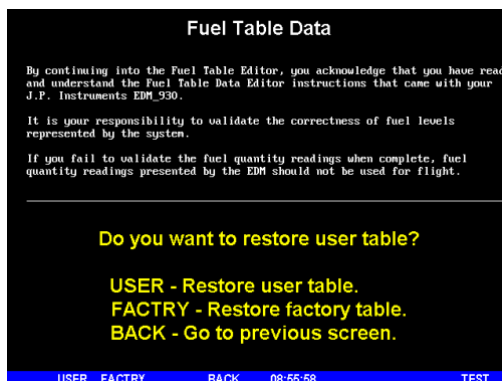 Fuel Table Data
By continuing into the Fuel Table Editor, you acknowledge that you have read
and understand the Fuel Table Data Editor instructions that came with your
J.P. Instruments EDM_930.
It is your responsibility to validate the correctness of fuel levels
represented by the system.
If you fail to validate the fuel quantity readings when complete, fuel
quantity readings presented by the EDM should not be used for flight.
Do you want to restore user table?
USER - Restore user table.
FACTRY - Restore factory table.
BACK - Go to previous screen.
USER FACTRY BACK 08:55:58 TEST